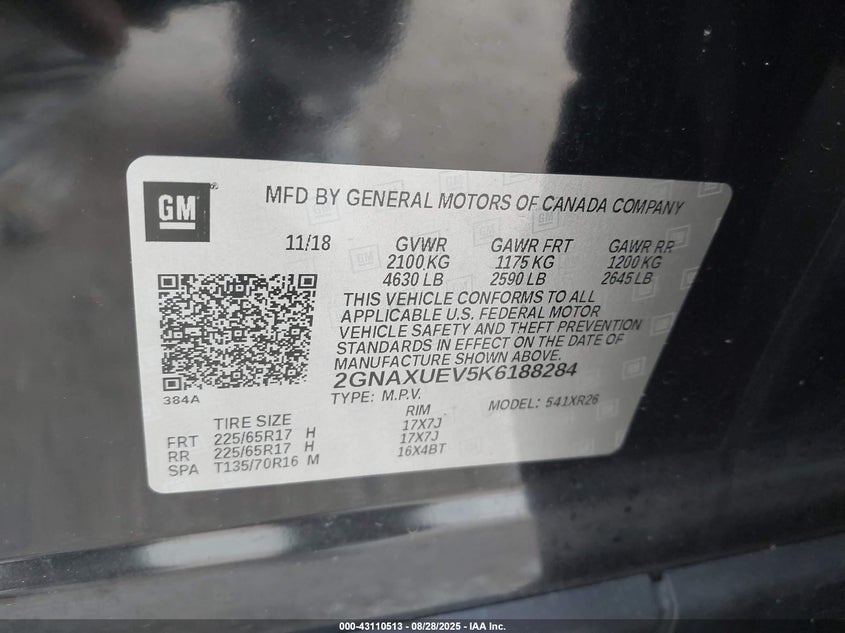 GM
MFD BY GENERAL MOTORS OF CANADA COMPANY
11/18 GVWR GAWR FRT GAWR RR
2100 KG 1175 KG 1200 KG
4630 LB 2590 LB 2645 LB
THIS VEHICLE CONFORMS TO ALL
APPLICABLE U.S. FEDERAL MOTOR
VEHICLE SAFETY AND THEFT PREVENTION
STANDARDS IN EFFECT ON THE DATE OF
MANUFACTURE SHOWN ABOVE.
2GNAXUEV5K6188284
384A
TYPE: M.P.V. MODEL: 541XR26
TIRE SIZE RIM
FRT 225/65R17 H 17X7J
RR 225/65R17 H 17X7J
SPA T135/70R16 M 16X4BT
000-43110513 - 08/28/2025 - IAA Inc.